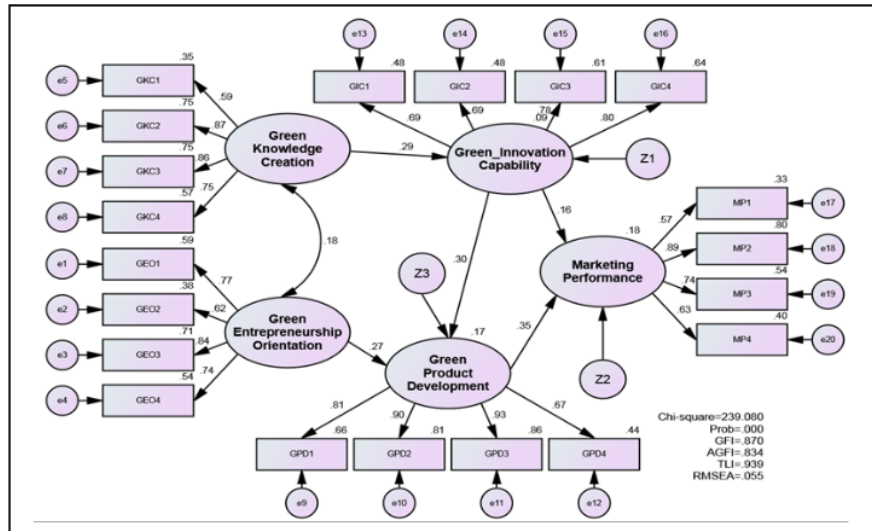 e13
e14
e15
e16
.48
.48
.61
.64
GIC1
GIC2
GIC3
GIC4
.69
.69
.78
.09
.80
.35
e5
GKC1
.59
.75
e6
GKC2
.87
.75
e7
GKC3
.86
.57
.75
e8
GKC4
Green
Knowledge
Creation
.29
Green_Innovation
Capability
Z1
.18
.30
.16
.59
e1
GEO1
.77
.38
e2
GEO2
.62
.71
e3
GEO3
.84
.54
.74
e4
GEO4
Green
Entrepreneurship
Orientation
.27
Z3
.17
Green
Product
Development
.35
.18
Marketing
Performance
Z2
.33
.57
MP1
e17
.80
.89
MP2
e18
.54
.74
MP3
e19
.40
.63
MP4
e20
.81
.90
.93
.67
.66
.81
.86
.44
GPD1
GPD2
GPD3
GPD4
e9
e10
e11
e12
Chi-square=239.080
Prob=.000
GFI=.870
AGFI=.834
TLI=.939
RMSEA=.055